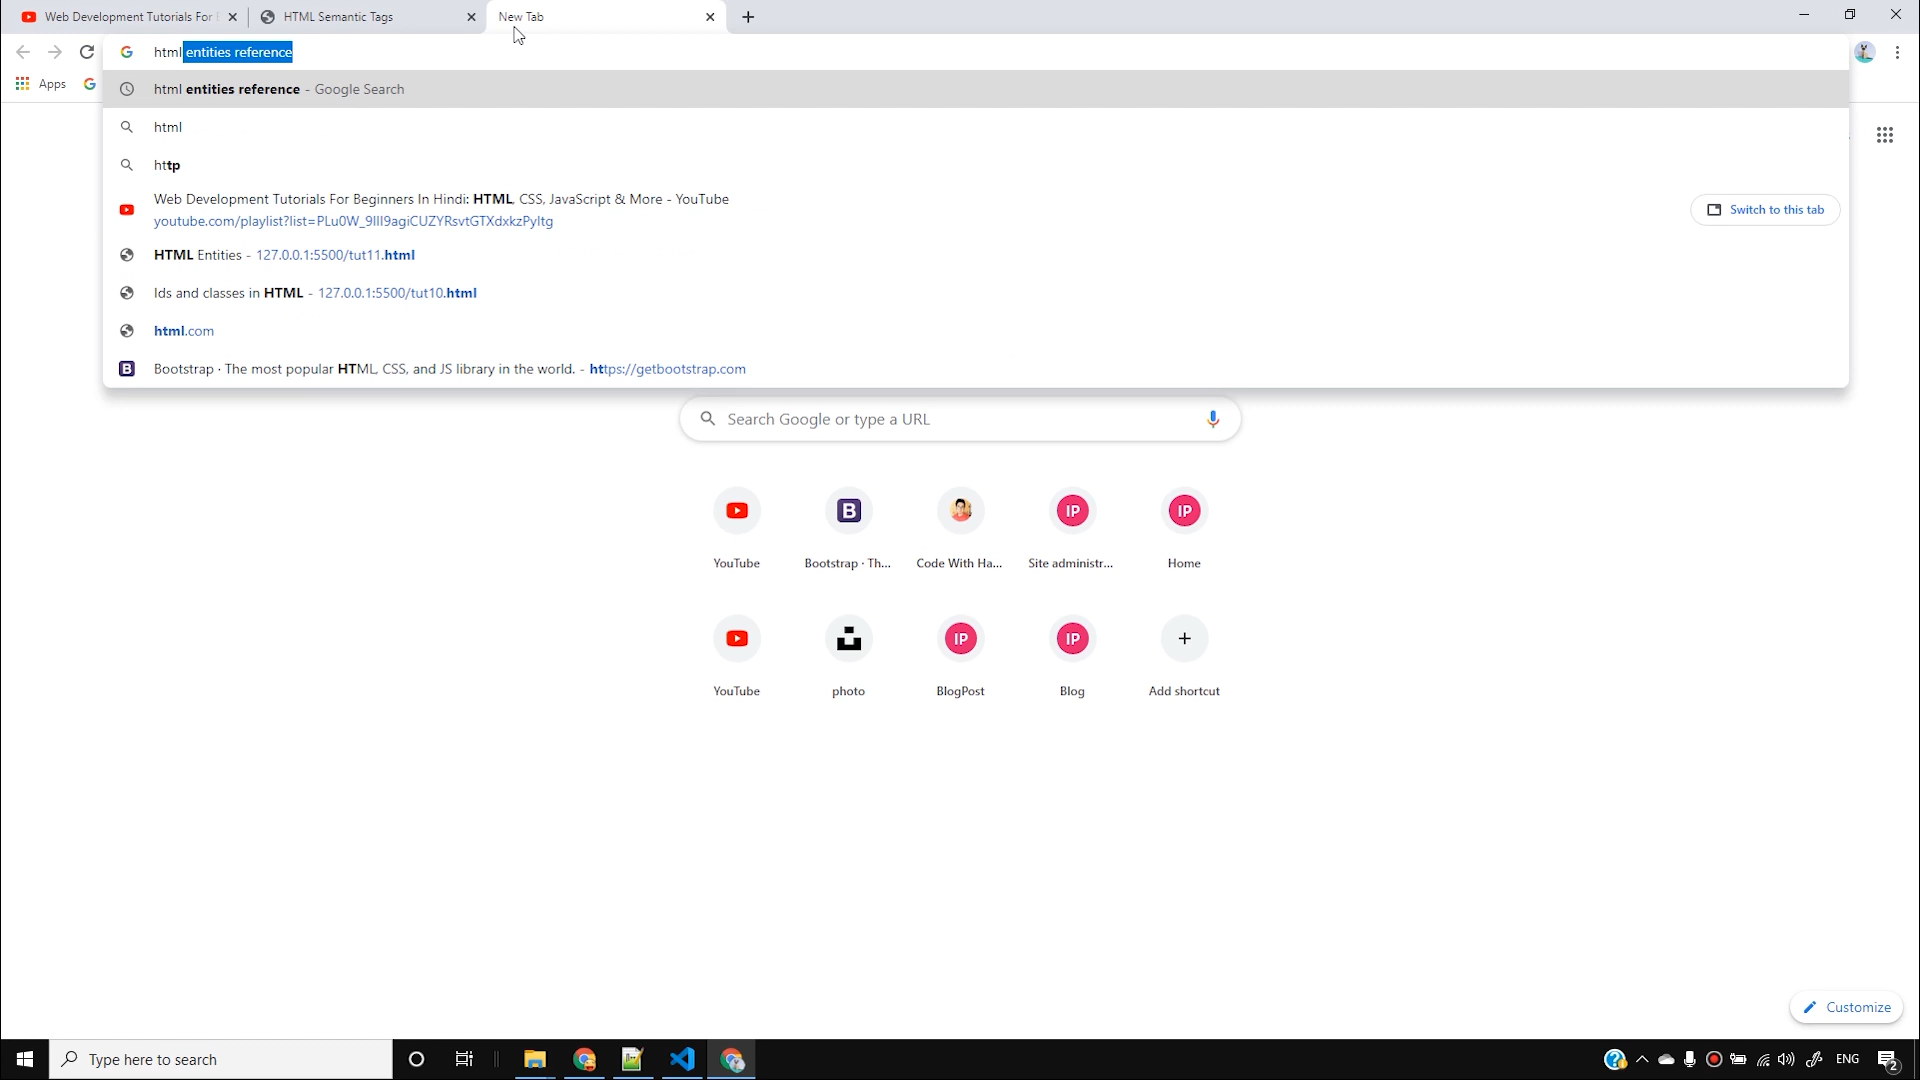 Web Development Tutorials For
HTML Semantic Tags
New Tab
html entities reference
Apps
html entities reference - Google Search
html
http
Web Development Tutorials For Beginners In Hindi: HTML, CSS, JavaScript & More - YouTube
youtube.com/playlist?list=PLu0W_9lII9agiCUZYRsvtGTXdxkzPyItg
Switch to this tab
HTML Entities - 127.0.0.1:5500/tut11.html
Ids and classes in HTML - 127.0.0.1:5500/tut10.html
html.com
Bootstrap · The most popular HTML, CSS, and JS library in the world. - https://getbootstrap.com
Search Google or type a URL
B
IP
IP
YouTube
Bootstrap · Th...
Code With Ha...
Site administr...
Home
IP
IP
YouTube
photo
BlogPost
Blog
Add shortcut
Customize
Type here to search
ENG
2